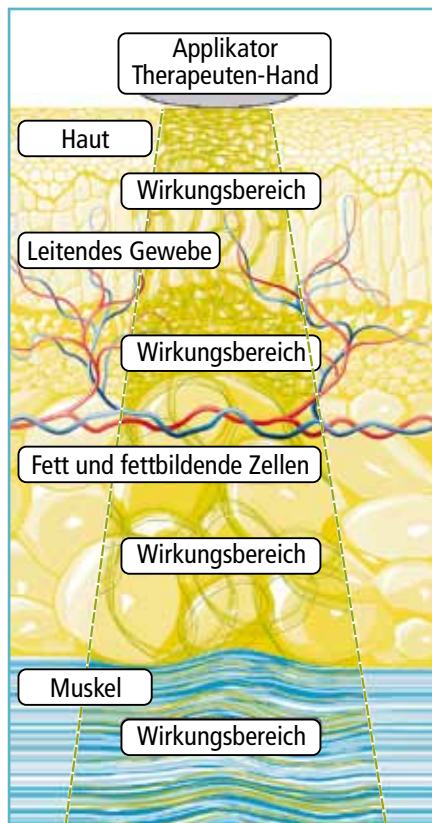 Applikator
Therapeuten-Hand
Haut
Wirkungsbereich
Leitendes Gewebe
Wirkungsbereich
Fett und fettbildende Zellen
Wirkungsbereich
Muskel
Wirkungsbereich